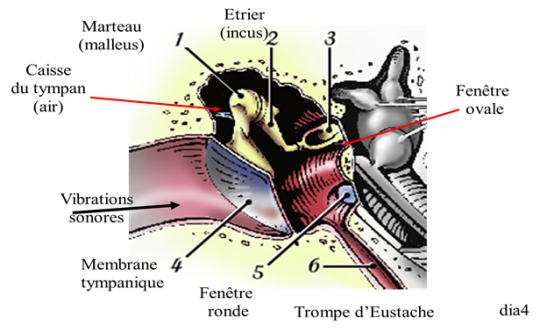 Marteau
(malleus)
Etrier
(incus)
1
2
3
Caisse
du tympan
(air)
Fenêtre
ovale
Vibrations
sonores
4
5
6
Membrane
tympanique
Fenêtre
ronde
Trompe d'Eustache
dia4